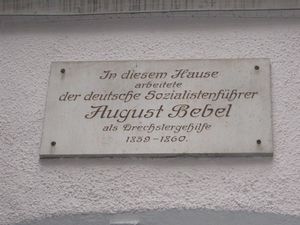 In diesem Hause
arbeitete
der deutsche Sozialistenführer
August Bebel
als Drechslergehilfe
1859-1860.